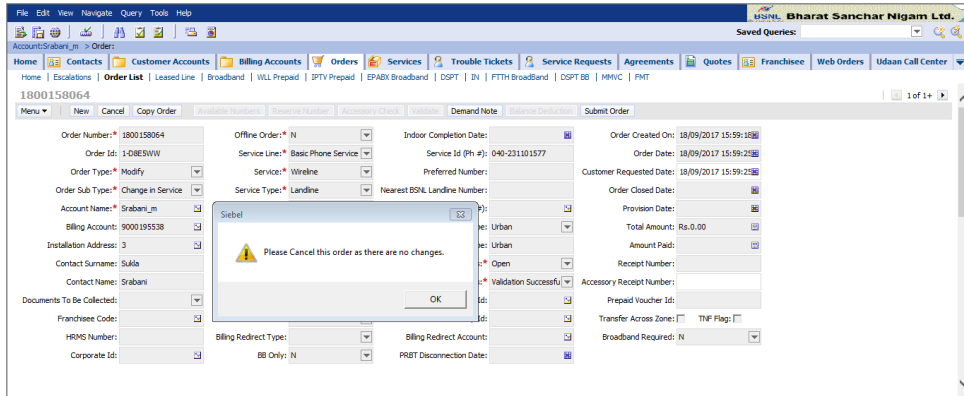 File Edit View Navigate Query Tools Help
BSNL Bharat Sanchar Nigam Ltd.
Saved Queries:
Account:Srabani_m > Order:
Home Contacts Customer Accounts Billing Accounts Orders Services Trouble Tickets Service Requests Agreements Quotes Franchisee Web Orders Udaan Call Center
Home | Escalations | Order List | Leased Line | Broadband | WLL Prepaid | IPTV Prepaid | EPABX Broadband | DSPT | IN | FTTH BroadBand | DSPT BB | MMVC | FMT
1800158064 1 of 1+
Menu New Cancel Copy Order Available Numbers Reserve Number Accessory Check Validate Demand Note Balance Deduction Submit Order
Order Number:* 1800158064 Offline Order:* N Indoor Completion Date: Order Created On: 18/09/2017 15:59:18
Order Id: 1-D8E5WW Service Line:* Basic Phone Service Service Id (Ph #): 040-231101577 Order Date: 18/09/2017 15:59:25
Order Type:* Modify Service:* Wireline Preferred Number: Customer Requested Date: 18/09/2017 15:59:25
Order Sub Type:* Change in Service Service Type:* Landline Nearest BSNL Landline Number: Order Closed Date:
Account Name:* Srabani_m #): Provision Date:
Siebel
Billing Account: 9000195538 e: Urban Total Amount: Rs.0.00
Installation Address: 3 e: Urban Amount Paid:
Please Cancel this order as there are no changes.
Contact Surname: Sukla s:* Open Receipt Number:
Contact Name: Srabani s:* Validation Successfu Accessory Receipt Number:
OK
Documents To Be Collected: Id: Prepaid Voucher Id:
Franchisee Code: Id: Transfer Across Zone: TNF Flag:
HRMS Number: Billing Redirect Type: Billing Redirect Account: Broadband Required: N
Corporate Id: BB Only: N PRBT Disconnection Date: